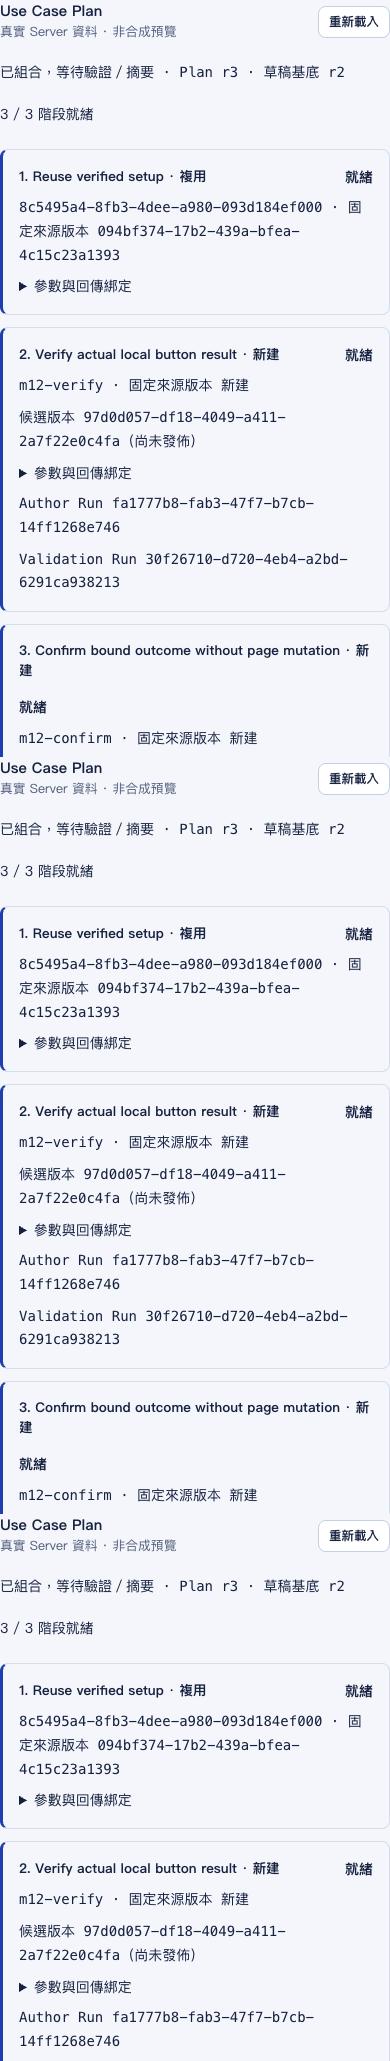 Use Case Plan
重新載入
真實 Server 資料 · 非合成預覽
已組合，等待驗證 / 摘要 · Plan r3 · 草稿基底 r2
3 / 3 階段就緒
1. Reuse verified setup · 複用
就緒
8c5495a4-8fb3-4dee-a980-093d184ef000 · 固
定來源版本 094bf374-17b2-439a-bfea-
4c15c23a1393
▶ 參數與回傳綁定
2. Verify actual local button result · 新建
就緒
m12-verify · 固定來源版本 新建
候選版本 97d0d057-df18-4049-a411-
2a7f22e0c4fa（尚未發佈）
▶ 參數與回傳綁定
Author Run fa1777b8-fab3-47f7-b7cb-
14ff1268e746
Validation Run 30f26710-d720-4eb4-a2bd-
6291ca938213
3. Confirm bound outcome without page mutation · 新
建
就緒
m12-confirm · 固定來源版本 新建
Use Case Plan
重新載入
真實 Server 資料 · 非合成預覽
已組合，等待驗證 / 摘要 · Plan r3 · 草稿基底 r2
3 / 3 階段就緒
1. Reuse verified setup · 複用
就緒
8c5495a4-8fb3-4dee-a980-093d184ef000 · 固
定來源版本 094bf374-17b2-439a-bfea-
4c15c23a1393
▶ 參數與回傳綁定
2. Verify actual local button result · 新建
就緒
m12-verify · 固定來源版本 新建
候選版本 97d0d057-df18-4049-a411-
2a7f22e0c4fa（尚未發佈）
▶ 參數與回傳綁定
Author Run fa1777b8-fab3-47f7-b7cb-
14ff1268e746
Validation Run 30f26710-d720-4eb4-a2bd-
6291ca938213
3. Confirm bound outcome without page mutation · 新
建
就緒
m12-confirm · 固定來源版本 新建
Use Case Plan
重新載入
真實 Server 資料 · 非合成預覽
已組合，等待驗證 / 摘要 · Plan r3 · 草稿基底 r2
3 / 3 階段就緒
1. Reuse verified setup · 複用
就緒
8c5495a4-8fb3-4dee-a980-093d184ef000 · 固
定來源版本 094bf374-17b2-439a-bfea-
4c15c23a1393
▶ 參數與回傳綁定
2. Verify actual local button result · 新建
就緒
m12-verify · 固定來源版本 新建
候選版本 97d0d057-df18-4049-a411-
2a7f22e0c4fa（尚未發佈）
▶ 參數與回傳綁定
Author Run fa1777b8-fab3-47f7-b7cb-
14ff1268e746